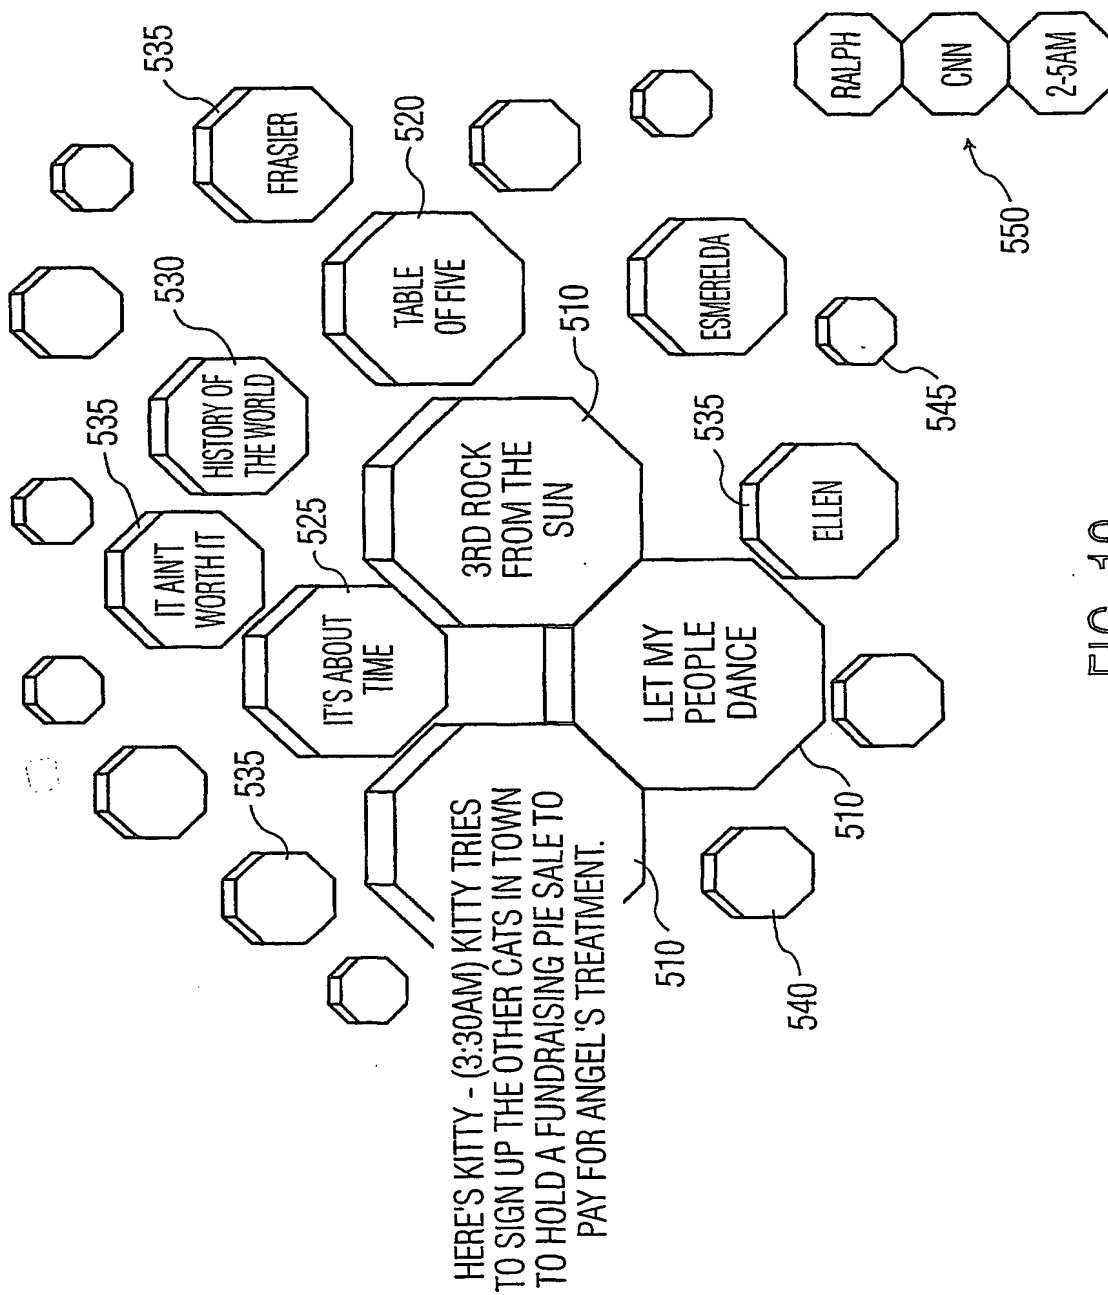 535
535
530
IT AIN'T
WORTH IT
HISTORY OF
THE WORLD
535
FRASIER
525
IT'S ABOUT
TIME
TABLE
OF FIVE
520
HERE'S KITTY - (3:30AM) KITTY TRIES
TO SIGN UP THE OTHER CATS IN TOWN
TO HOLD A FUNDRAISING PIE SALE TO
PAY FOR ANGEL'S TREATMENT.
3RD ROCK
FROM THE
SUN
510
510
LET MY
PEOPLE
DANCE
535
ESMERELDA
540
510
ELLEN
545
550
RALPH
CNN
2-5AM
FIG.